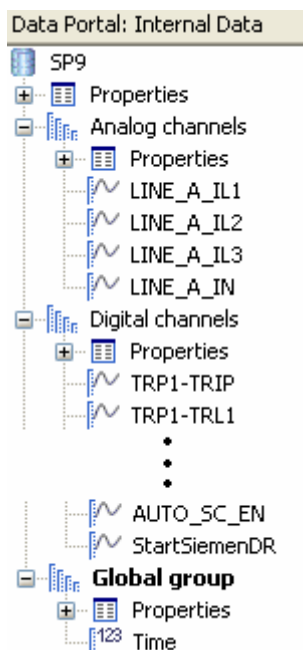 Data Portal: Internal Data
SP9
Properties
Analog channels
Properties
LINE_A_IL1
LINE_A_IL2
LINE_A_IL3
LINE_A_IN
Digital channels
Properties
TRP1-TRIP
TRP1-TRL1
AUTO_SC_EN
StartSiemenDR
Global group
Properties
123 Time